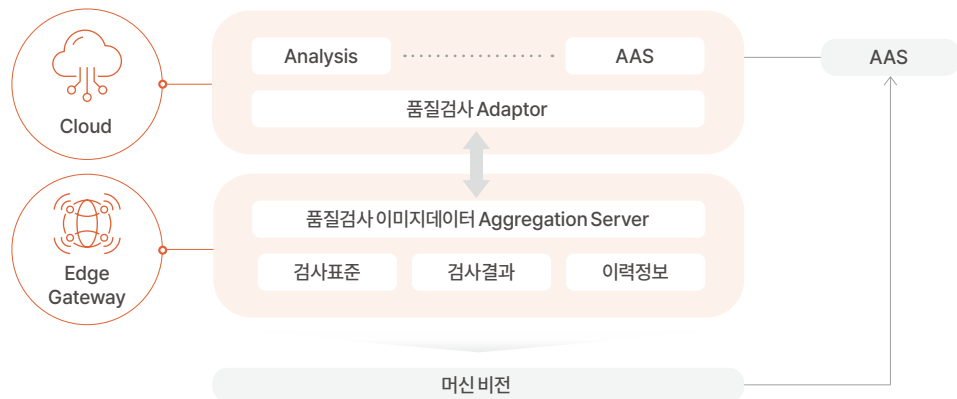 Cloud
Analysis
AAS
품질검사 Adaptor
AAS
Edge
Gateway
품질검사 이미지데이터 Aggregation Server
검사표준
검사결과
이력정보
머신 비전